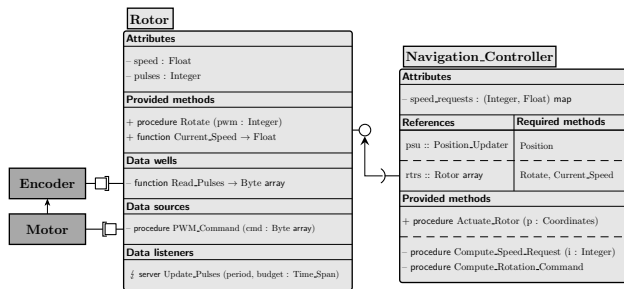 Rotor
Attributes
– speed : Float
– pulses : Integer
Provided methods
+ procedure Rotate (pwm : Integer)
+ function Current_Speed → Float
Data wells
– function Read_Pulses → Byte array
Data sources
– procedure PWM_Command (cmd : Byte array)
Data listeners
server Update_Pulses (period, budget : Time_Span)
Encoder
Motor
Navigation_Controller
Attributes
– speed_requests : (Integer, Float) map
References Required methods
psu :: Position_Updater Position
rtrs :: Rotor array Rotate, Current_Speed
Provided methods
+ procedure Actuate_Rotor (p : Coordinates)
– procedure Compute_Speed_Request (i : Integer)
– procedure Compute_Rotation_Command